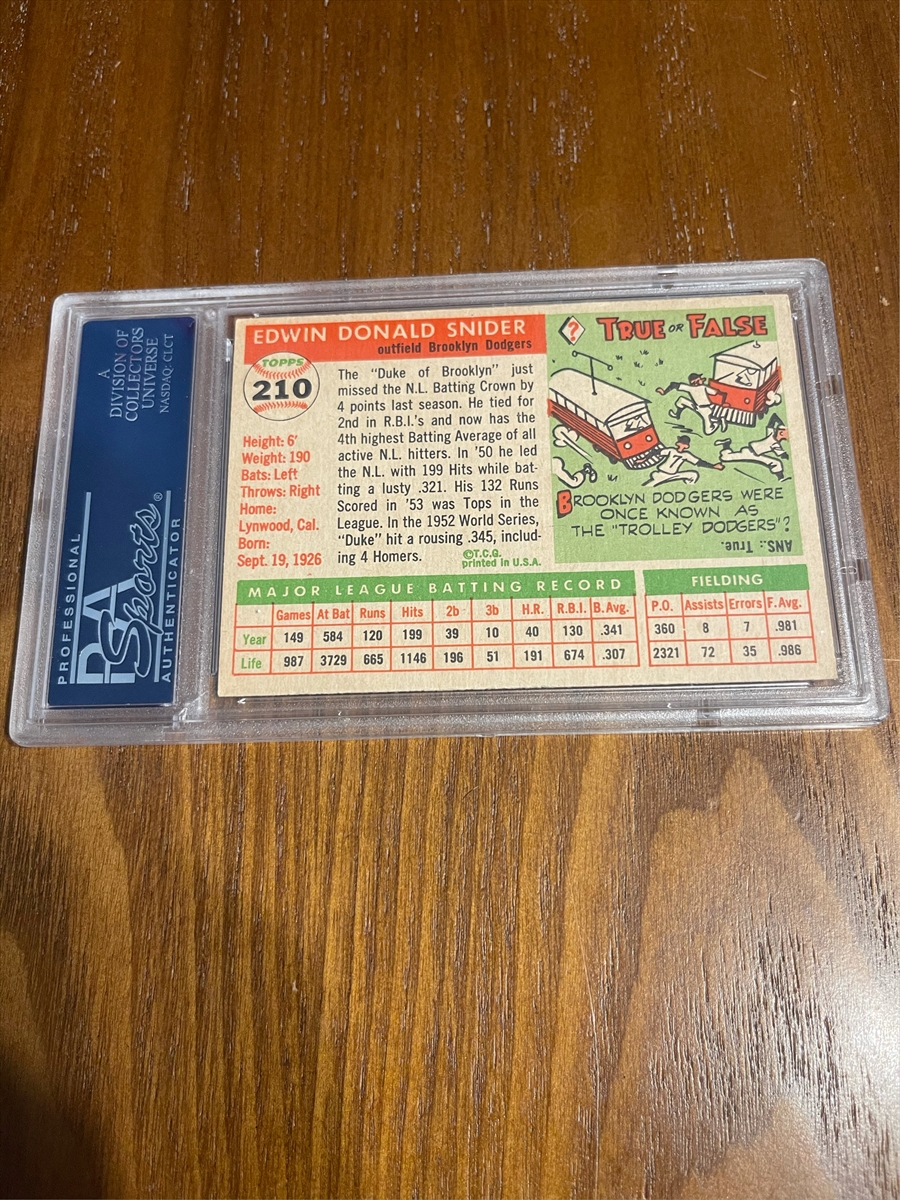 A
DIVISION OF
COLLECTORS
UNIVERSE
NASDAQ: CLCT
PROFESSIONAL
PSA
Sports®
AUTHENTICATOR
EDWIN DONALD SNIDER
outfield Brooklyn Dodgers
TOPPS
210
Height: 6'
Weight: 190
Bats: Left
Throws: Right
Home:
Lynwood, Cal.
Born:
Sept. 19, 1926
The "Duke of Brooklyn" just
missed the N.L. Batting Crown by
4 points last season. He tied for
2nd in R.B.I.'s and now has the
4th highest Batting Average of all
active N.L. hitters. In '50 he led
the N.L. with 199 Hits while bat-
ting a lusty .321. His 132 Runs
Scored in '53 was Tops in the
League. In the 1952 World Series,
"Duke" hit a rousing .345, includ-
ing 4 Homers.
©T.C.G.
printed in U.S.A.
? TRUE OR FALSE
BROOKLYN DODGERS WERE
ONCE KNOWN AS
THE "TROLLEY DODGERS"?
ANS.: True.
MAJOR LEAGUE BATTING RECORD
Games At Bat Runs Hits 2b 3b H.R. R.B.I. B. Avg.
Year 149 584 120 199 39 10 40 130 .341
Life 987 3729 665 1146 196 51 191 674 .307
FIELDING
P.O. Assists Errors F. Avg.
360 8 7 .981
2321 72 35 .986